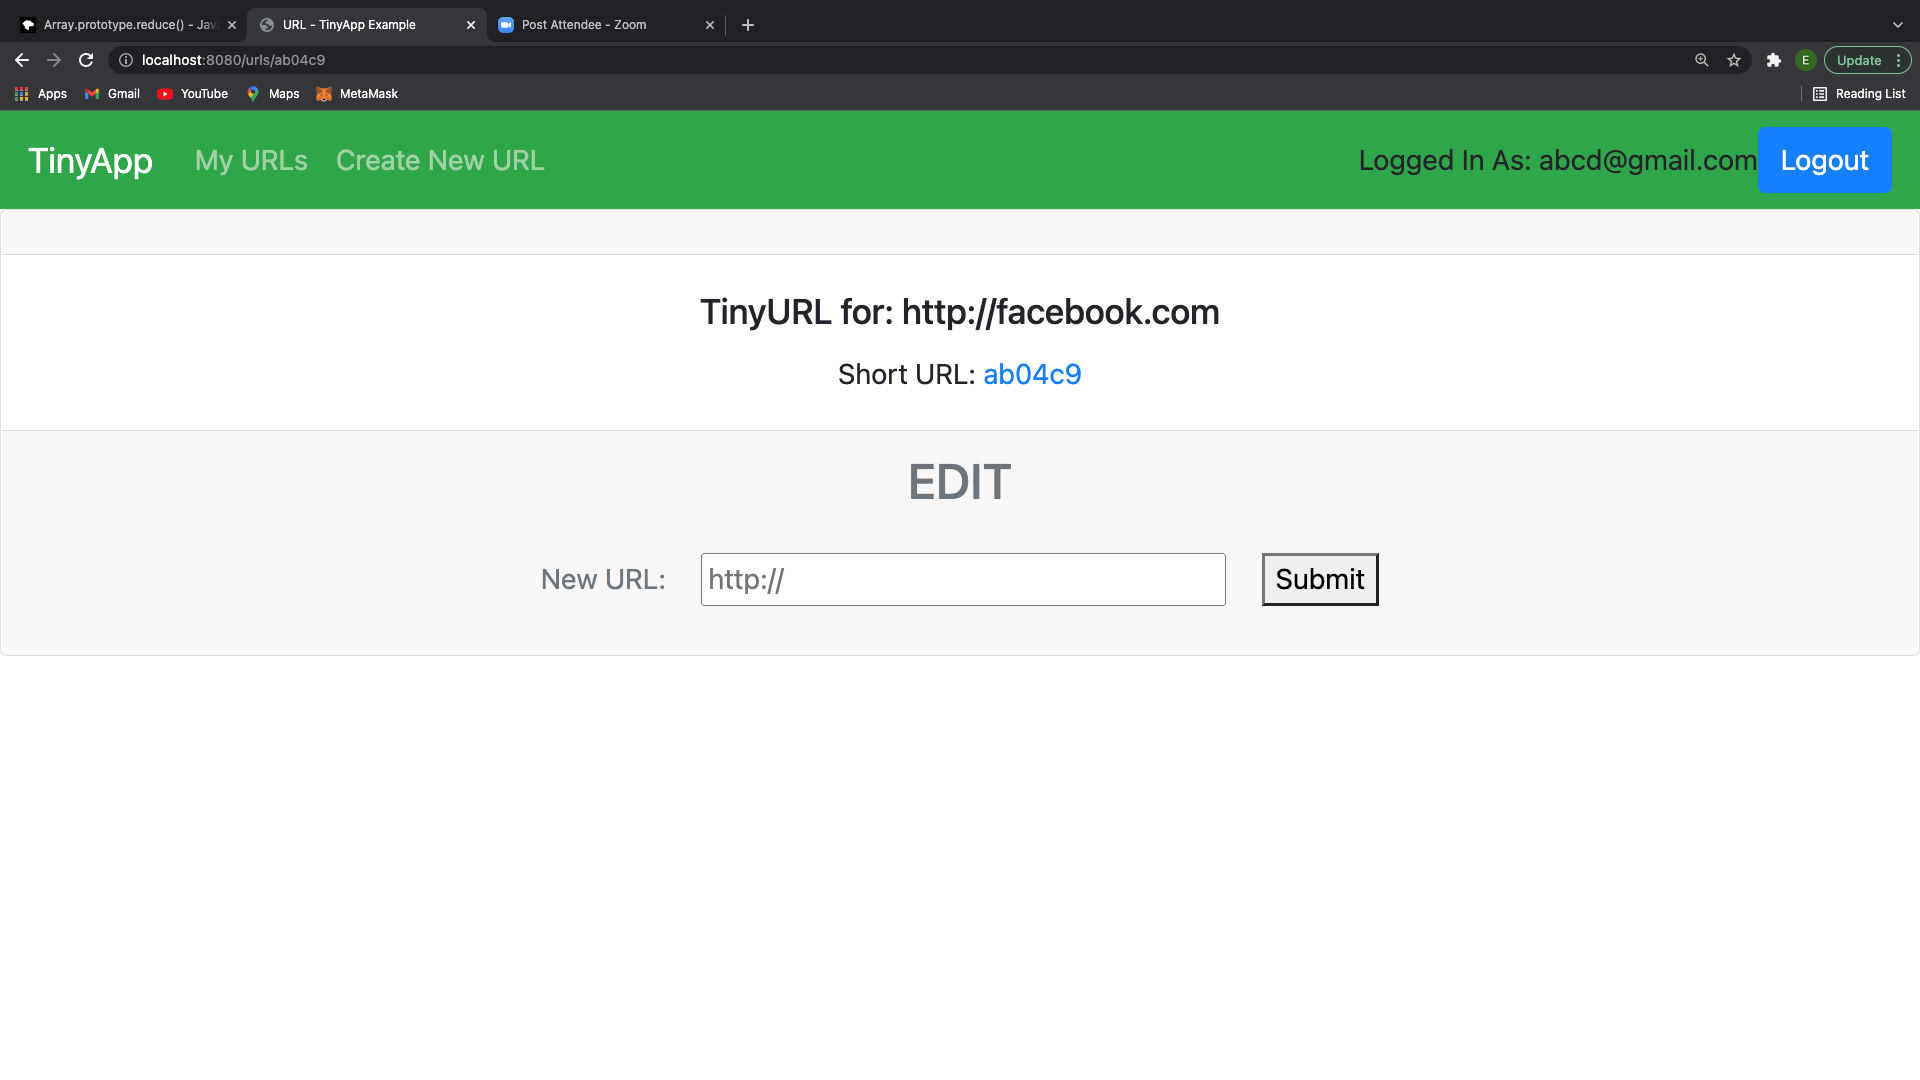 Array.prototype.reduce() - Jav
URL - TinyApp Example
Post Attendee - Zoom
localhost:8080/urls/ab04c9
E
Update
Apps
Gmail
YouTube
Maps
MetaMask
Reading List
TinyApp
My URLs
Create New URL
Logged In As: abcd@gmail.com
Logout
TinyURL for: http://facebook.com
Short URL: ab04c9
EDIT
New URL:
http://
Submit